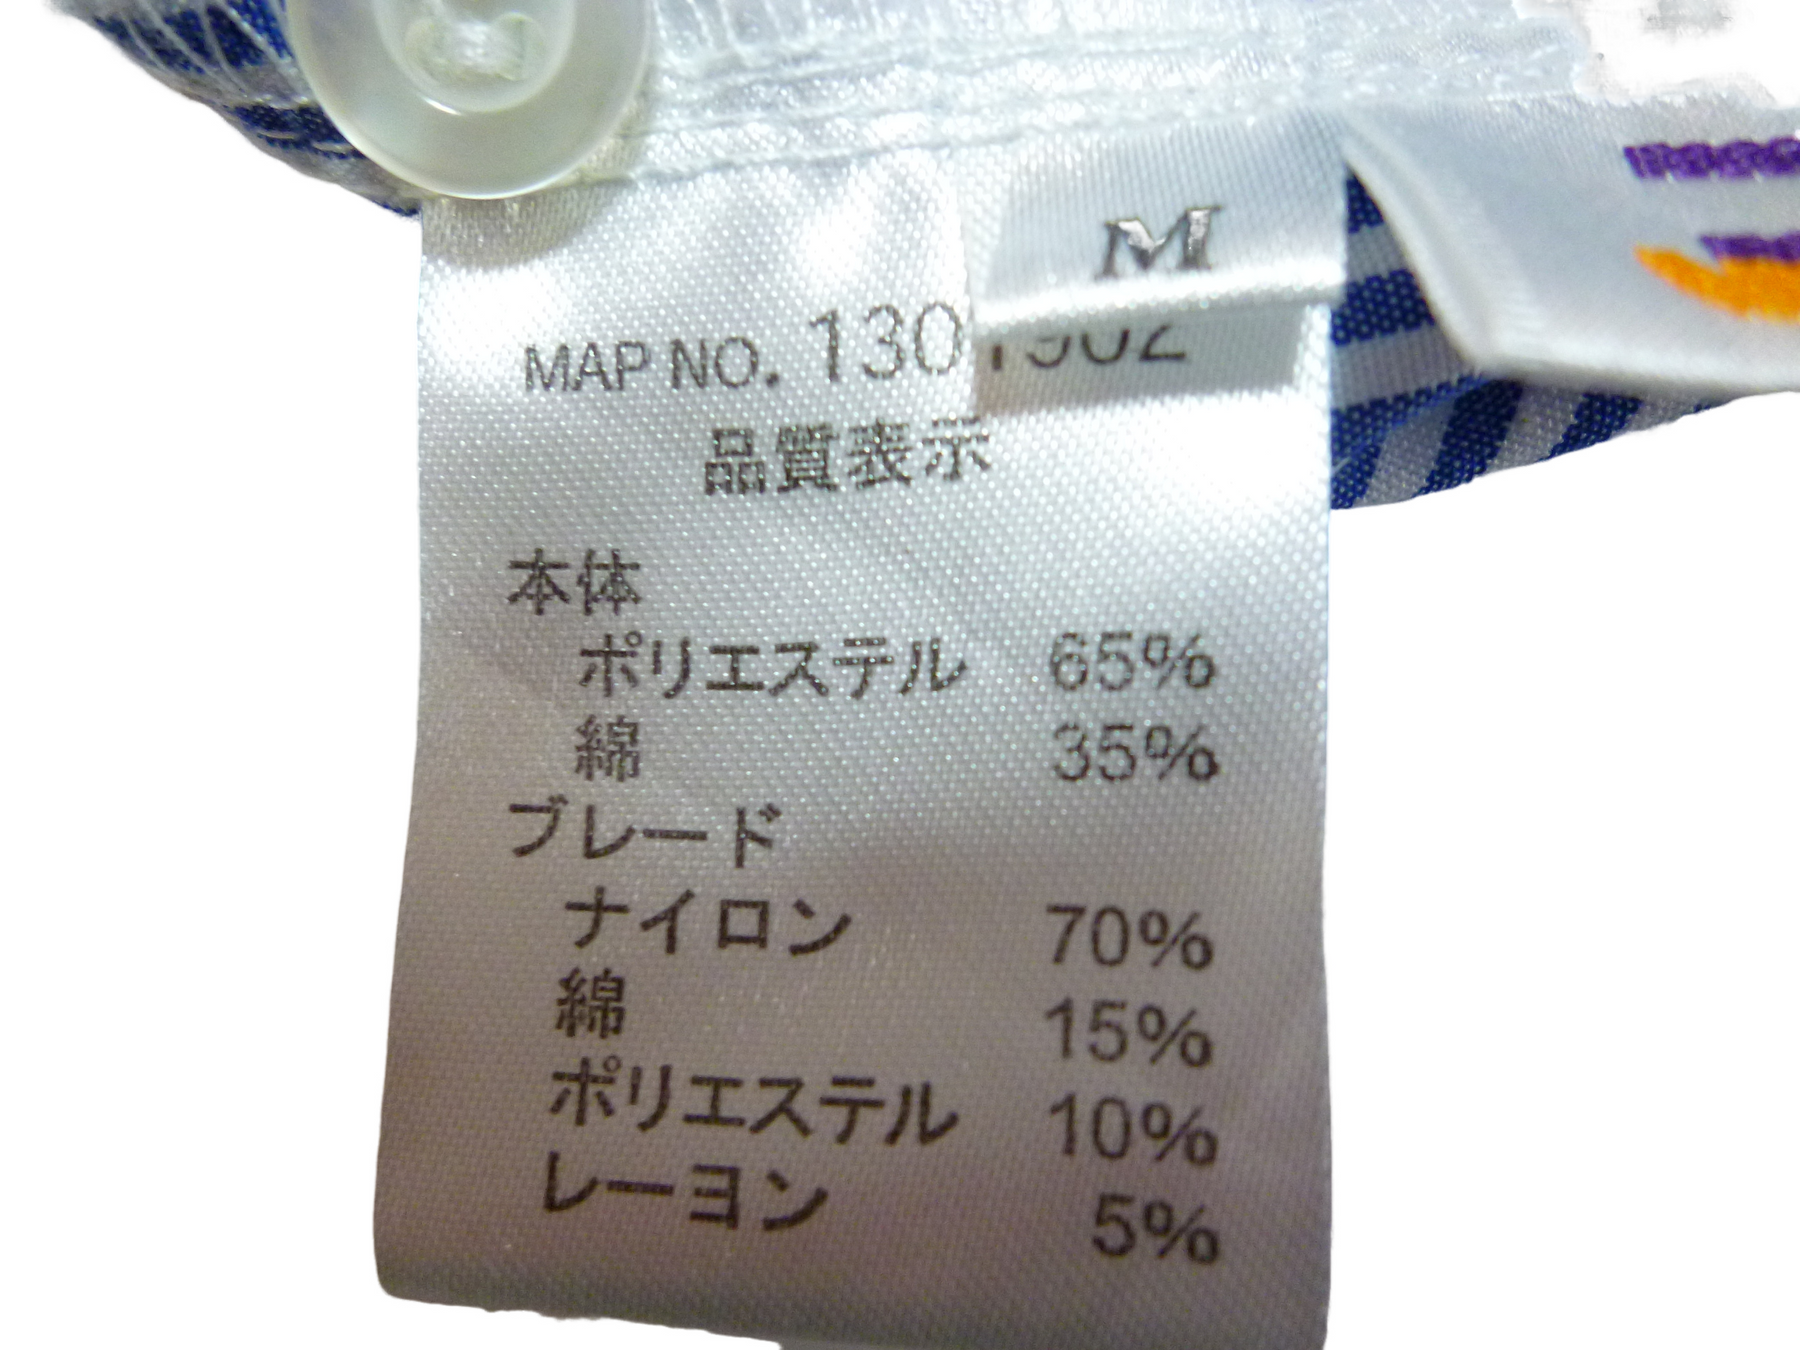 M
MAP NO. 1301902
品質表示
本体
ポリエステル 65%
綿 35%
ブレード
ナイロン 70%
綿 15%
ポリエステル 10%
レーヨン 5%